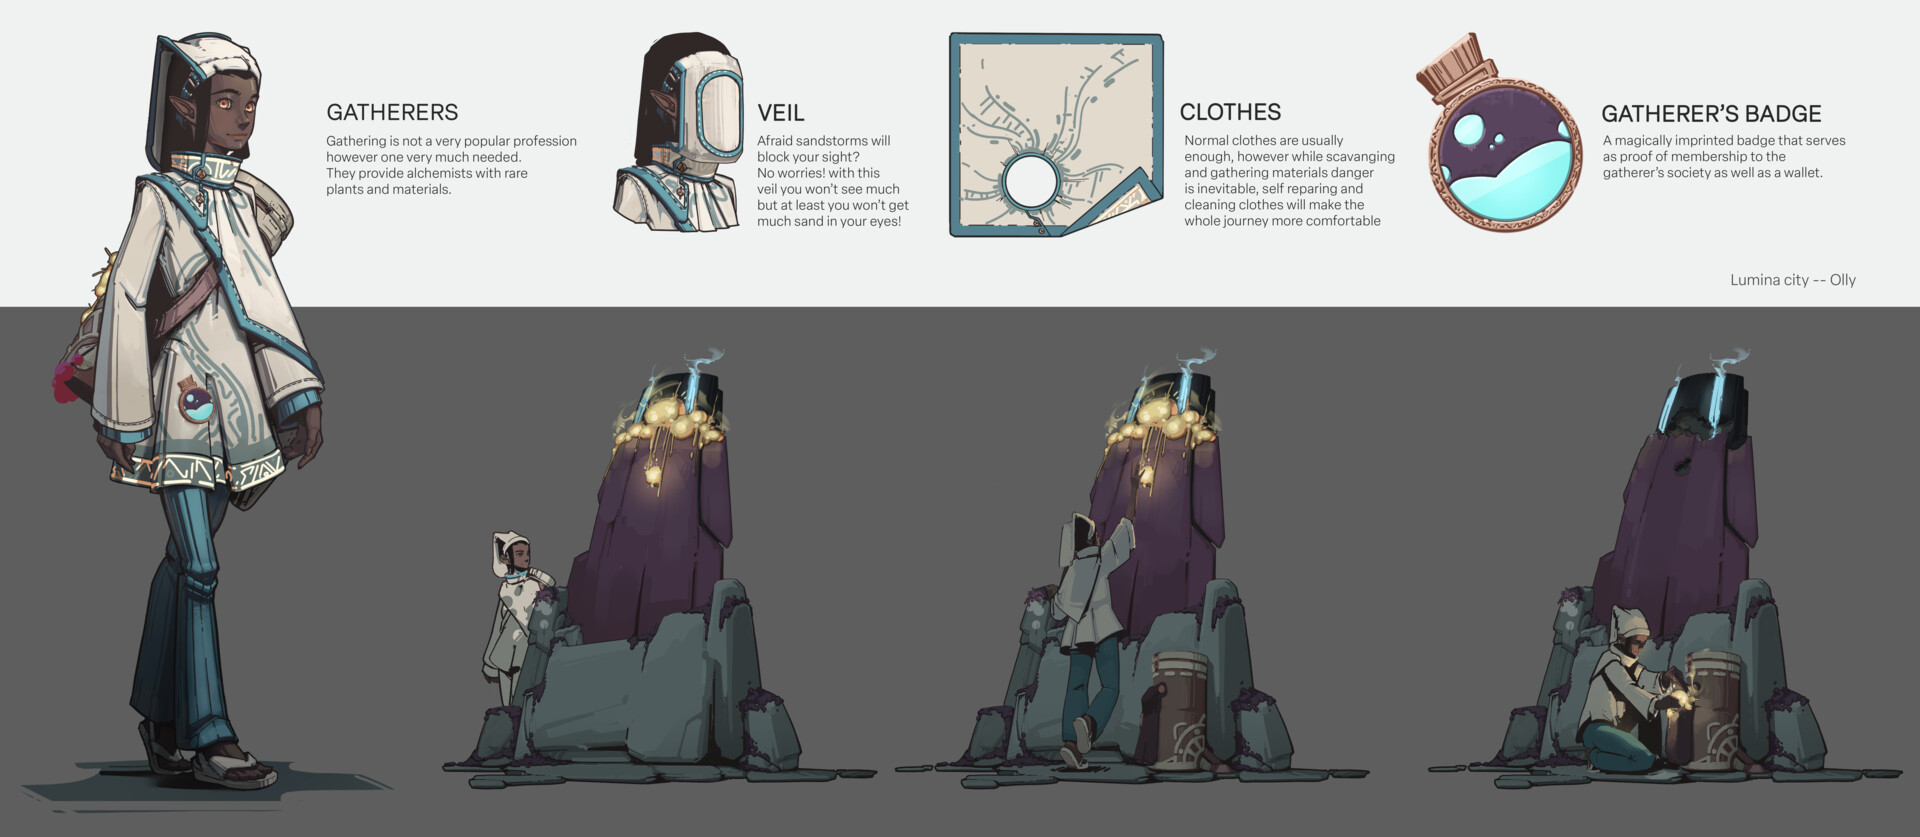 GATHERERS
Gathering is not a very popular profession
however one very much needed.
They provide alchemists with rare
plants and materials.
VEIL
Afraid sandstorms will
block your sight?
No worries! with this
veil you won't see much
but at least you won't get
much sand in your eyes!
CLOTHES
Normal clothes are usually
enough, however while scavanging
and gathering materials danger
is inevitable, self reparing and
cleaning clothes will make the
whole journey more comfortable
GATHERER'S BADGE
A magically imprinted badge that serves
as proof of membership to the
gatherer's society as well as a wallet.
Lumina city -- Olly